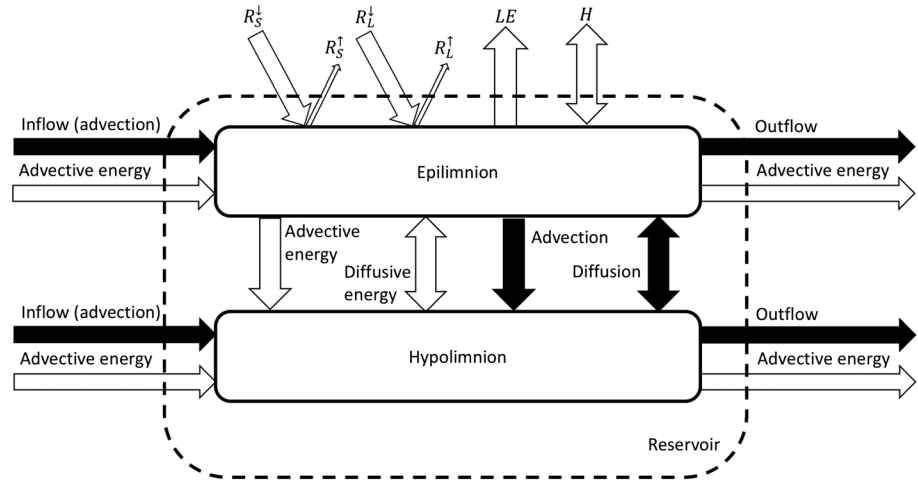 R_S^↓ R_L^↓ LE H
R_S^↑ R_L^↑
Inflow (advection) Outflow
Advective energy Epilimnion Advective energy
Advective
energy
Advection
Diffusive
energy
Diffusion
Inflow (advection) Outflow
Advective energy Hypolimnion Advective energy
Reservoir